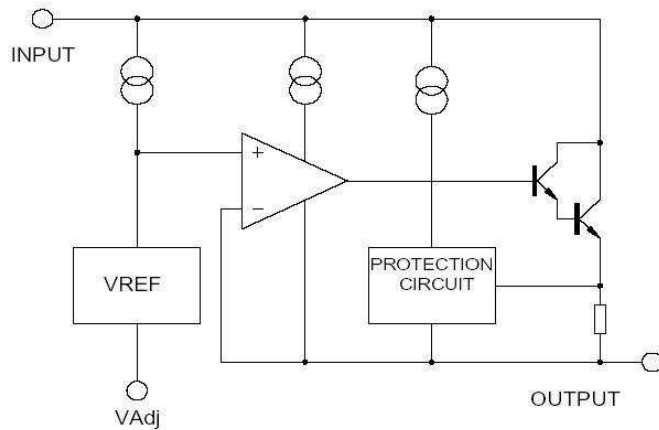 INPUT
+
−
VREF
PROTECTION
CIRCUIT
VAdj
OUTPUT